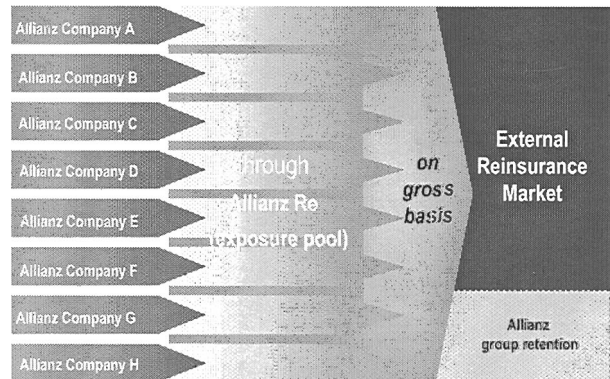 Allianz Company A
Allianz Company B
Allianz Company C
Allianz Company D
Allianz Company E
Allianz Company F
Allianz Company G
Allianz Company H
through
Allianz Re
(exposure pool)
on
gross
basis
External
Reinsurance
Market
Allianz
group retention